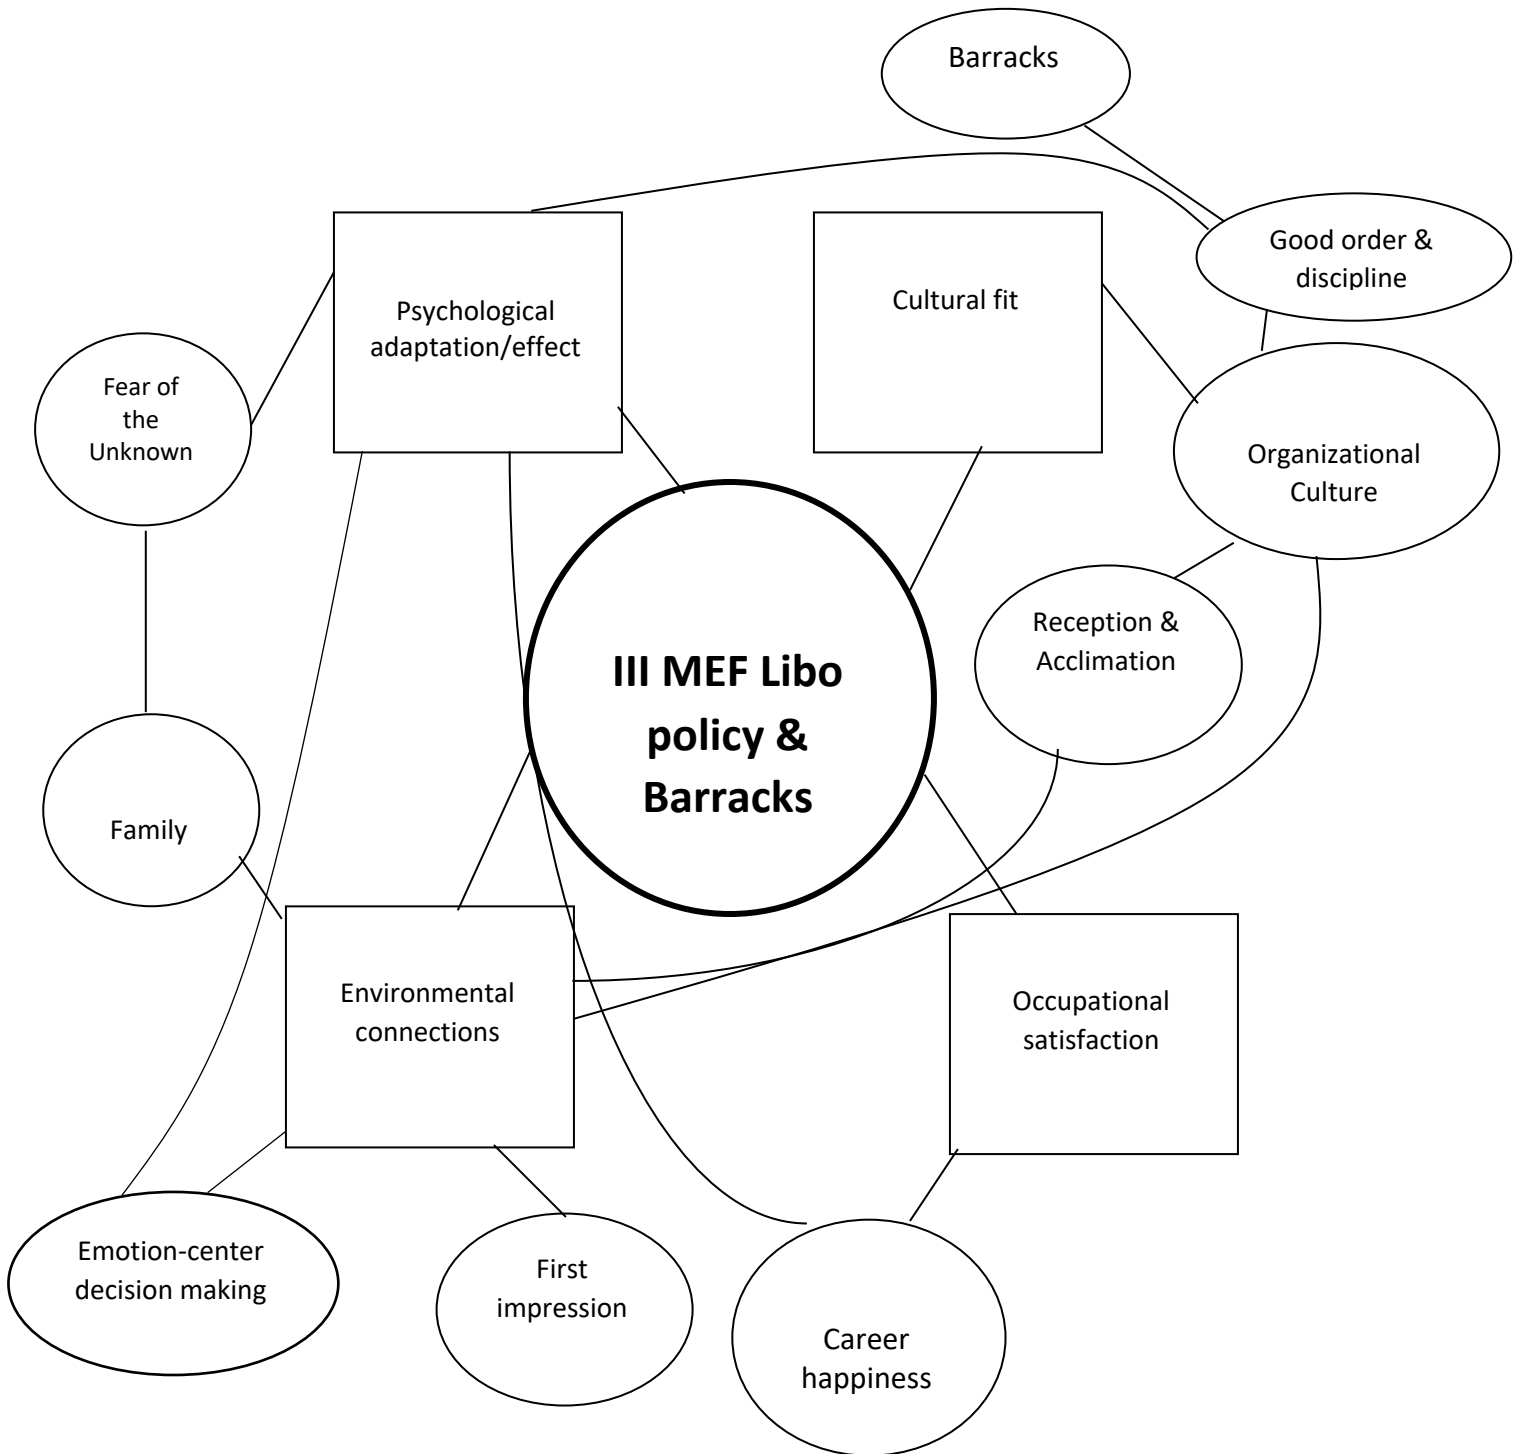 Barracks
Good order &
discipline
Psychological
adaptation/effect
Cultural fit
Fear of
the
Unknown
Organizational
Culture
Reception &
Acclimation
III MEF Libo
policy &
Barracks
Family
Environmental
connections
Occupational
satisfaction
Emotion-center
decision making
First
impression
Career
happiness